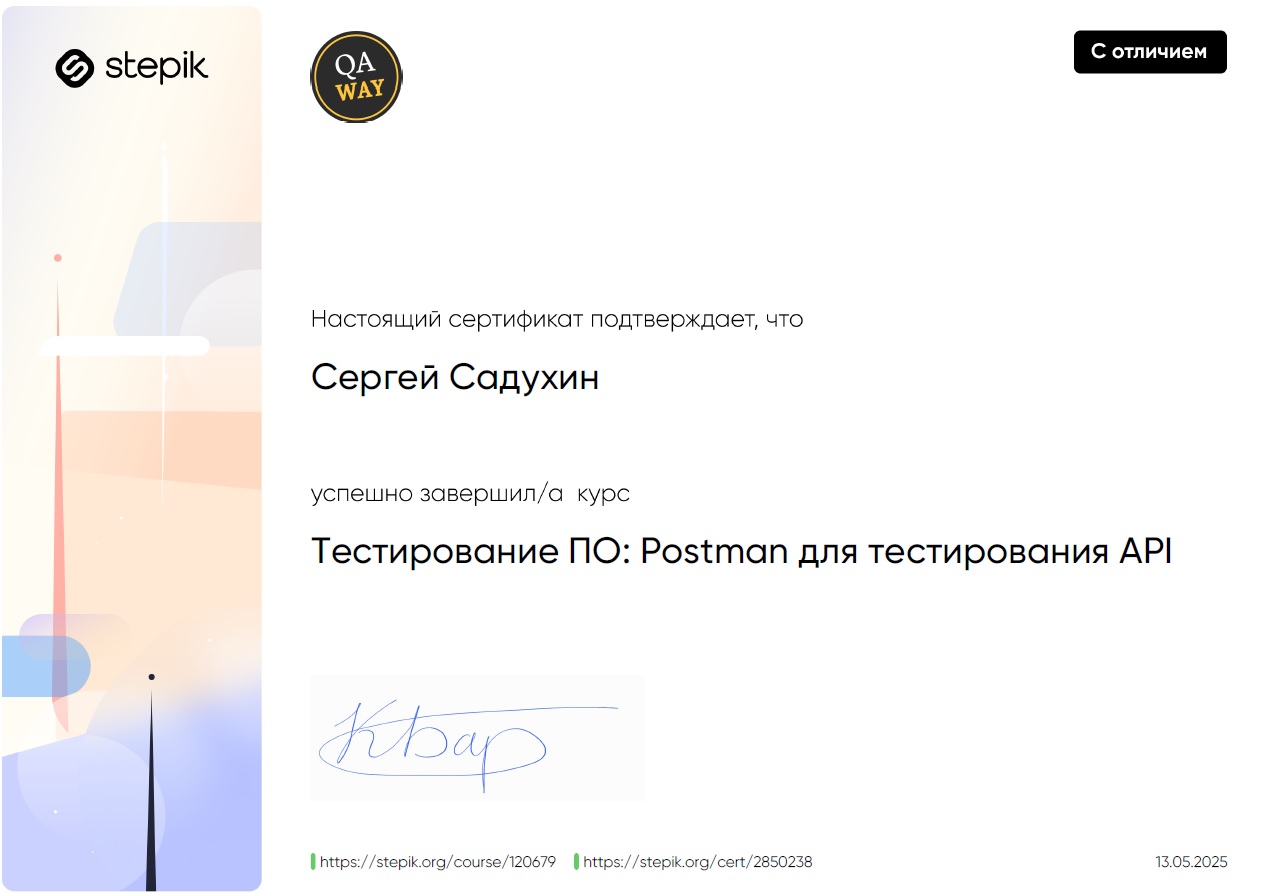 stepik
QA
WAY
С отличием
Настоящий сертификат подтверждает, что
Сергей Садухин
успешно завершил/а курс
Тестирование ПО: Postman для тестирования API
КБар
https://stepik.org/course/120679
https://stepik.org/cert/2850238
13.05.2025